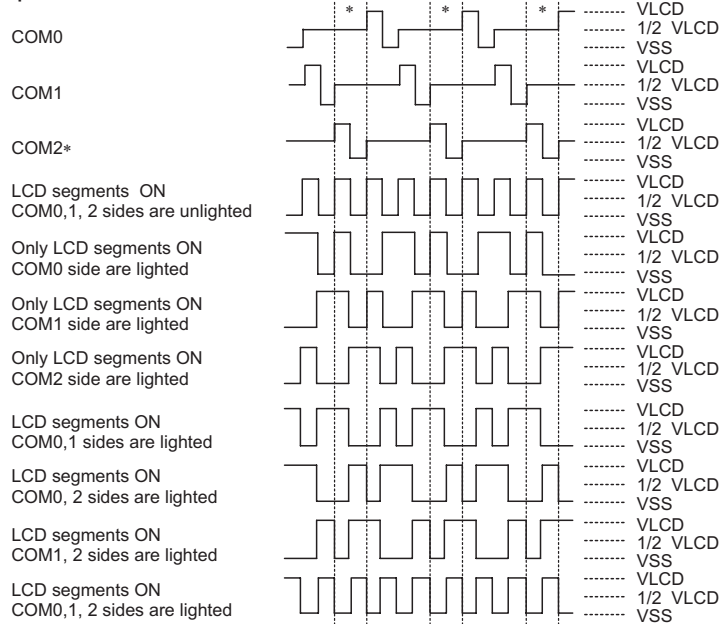 * * *
VLCD
COM0
1/2 VLCD
VSS
VLCD
COM1
1/2 VLCD
VSS
VLCD
COM2*
1/2 VLCD
VSS
LCD segments ON
VLCD
COM0,1, 2 sides are unlighted
1/2 VLCD
VSS
Only LCD segments ON
VLCD
COM0 side are lighted
1/2 VLCD
VSS
Only LCD segments ON
VLCD
COM1 side are lighted
1/2 VLCD
VSS
Only LCD segments ON
VLCD
COM2 side are lighted
1/2 VLCD
VSS
LCD segments ON
VLCD
COM0,1 sides are lighted
1/2 VLCD
VSS
LCD segments ON
VLCD
COM0, 2 sides are lighted
1/2 VLCD
VSS
LCD segments ON
VLCD
COM1, 2 sides are lighted
1/2 VLCD
VSS
LCD segments ON
VLCD
COM0,1, 2 sides are lighted
1/2 VLCD
VSS